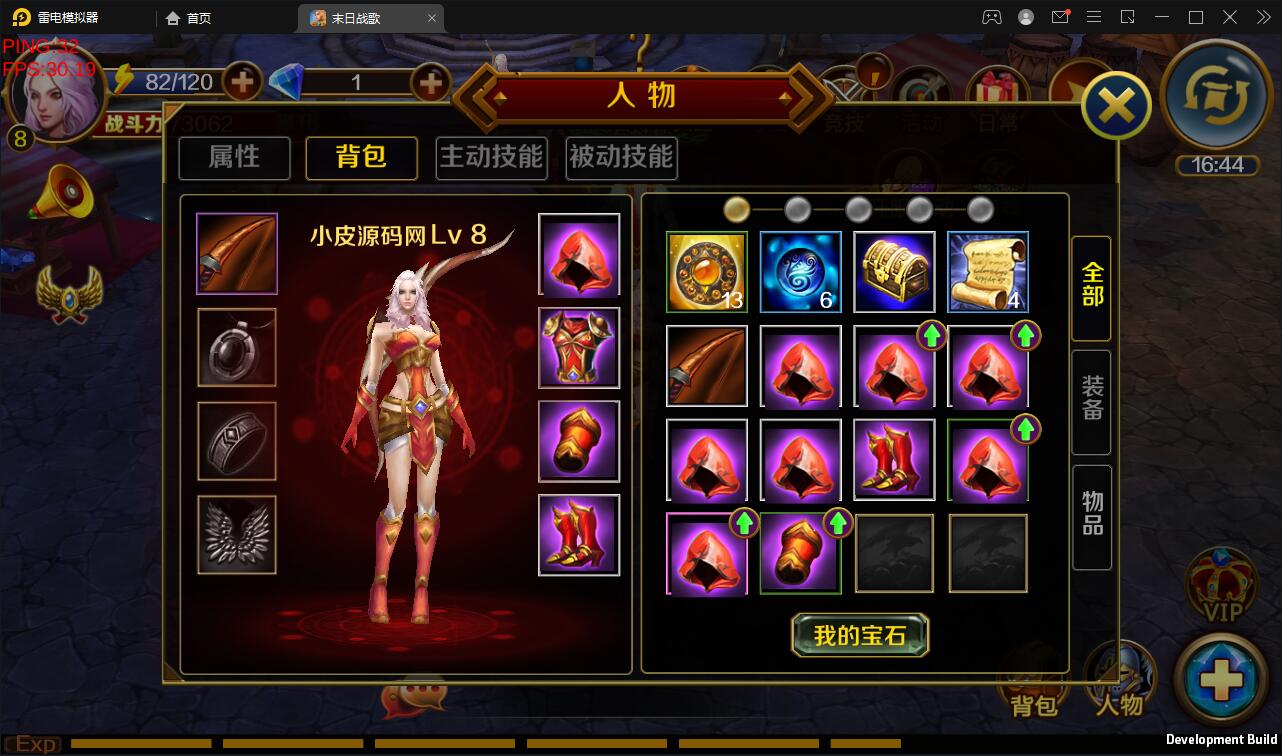 雷电模拟器
首页
末日战歌
PING:32
FPS:30.19
82/120
1
人物
8
战斗力
73062
竞技
活动
日常
16:44
属性
背包
主动技能
被动技能
小皮源码网Lv 8
13
6
4
全部
装备
物品
我的宝石
VIP
背包
人物
Exp
Development Build